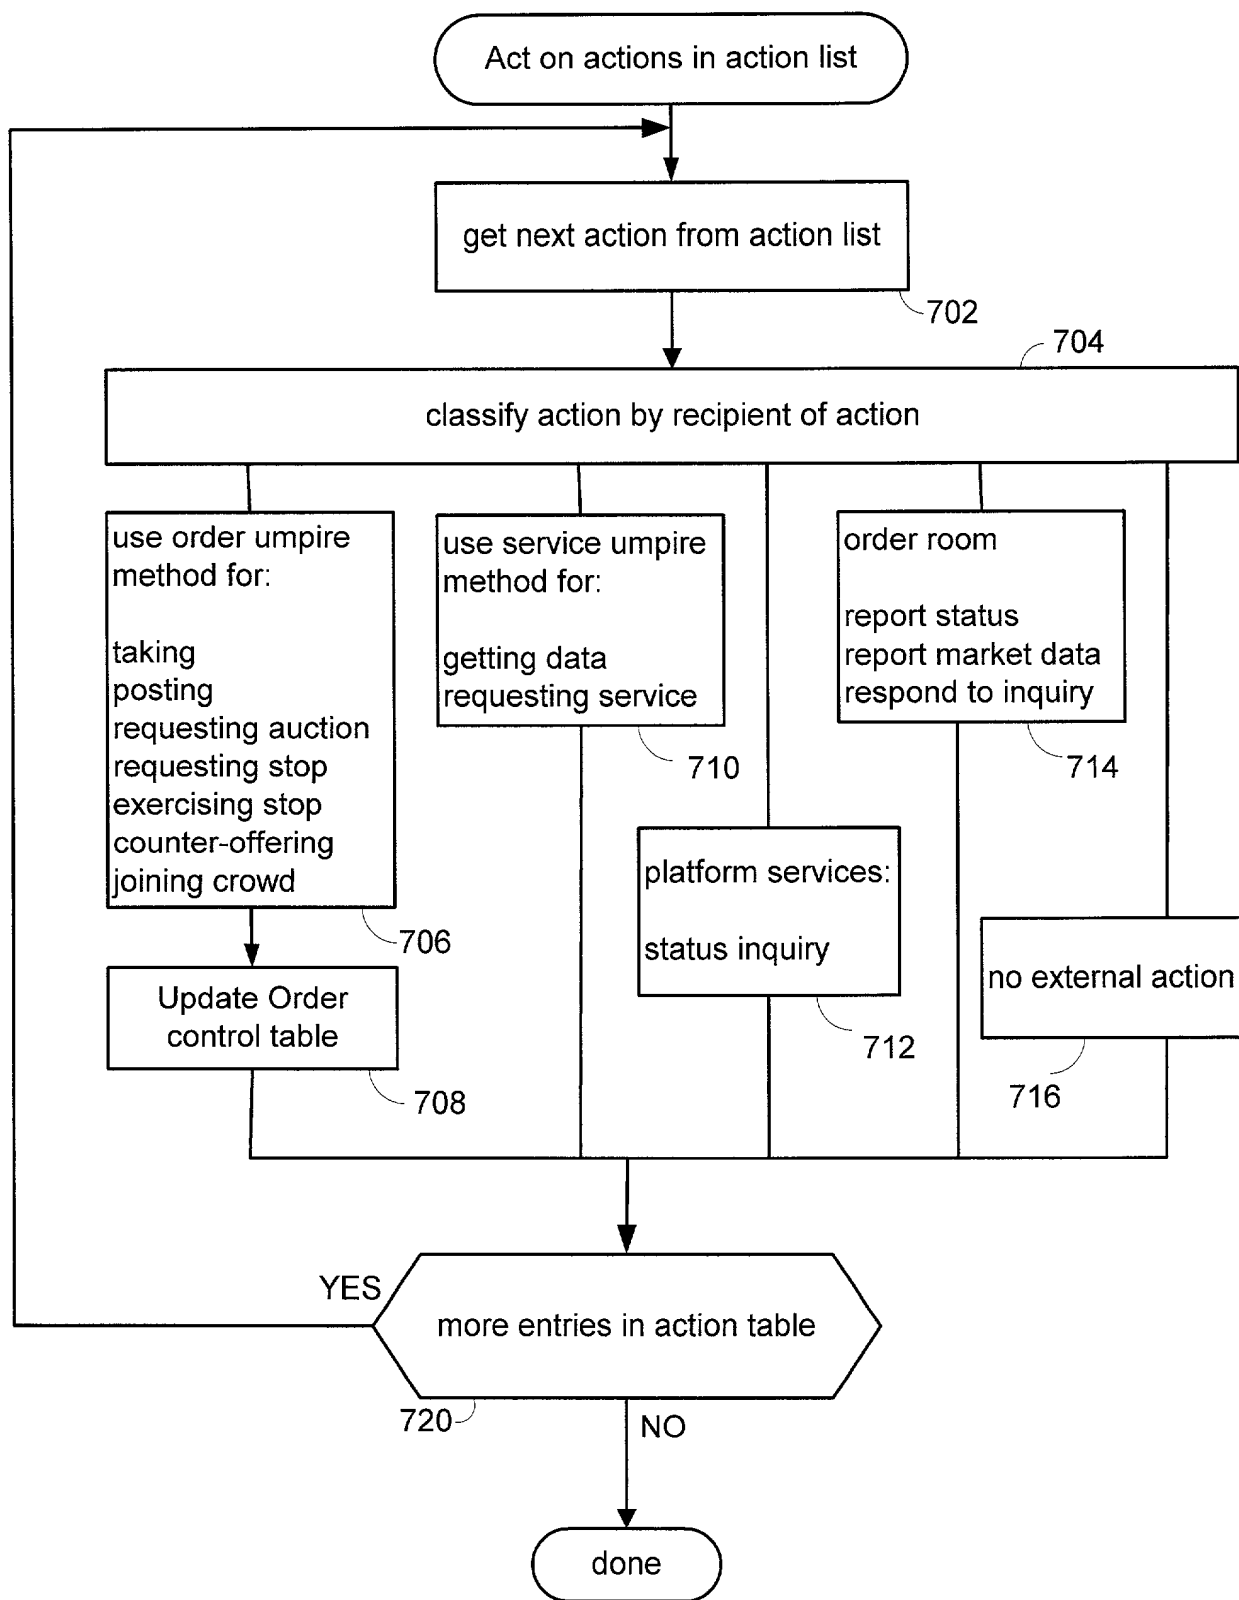 Act on actions in action list
get next action from action list
702
704
classify action by recipient of action
use order umpire
method for:
taking
posting
requesting auction
requesting stop
exercising stop
counter-offering
joining crowd
706
Update Order
control table
708
use service umpire
method for:
getting data
requesting service
710
platform services:
status inquiry
712
order room
report status
report market data
respond to inquiry
714
no external action
716
YES
more entries in action table
720
NO
done